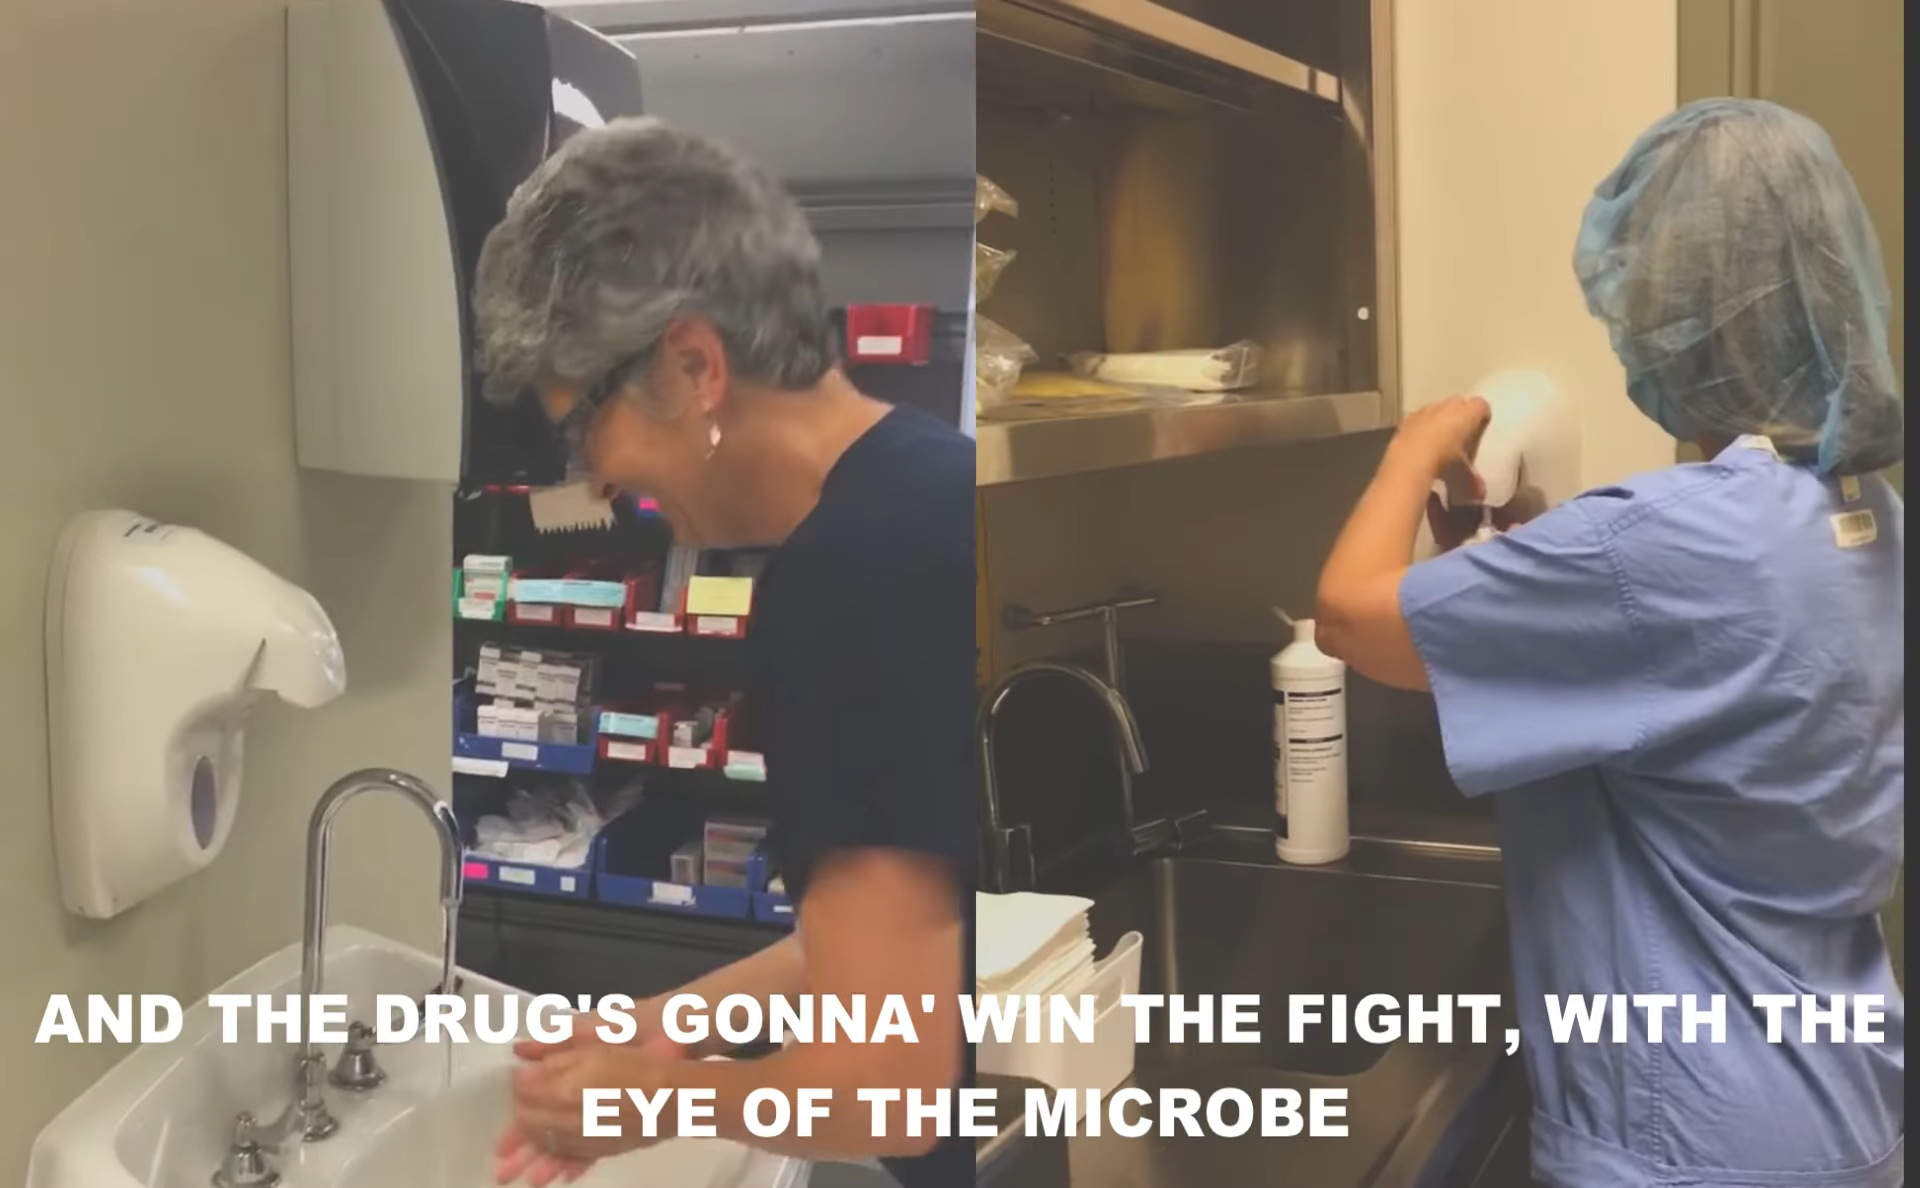 AND THE DRUG'S GONNA' WIN THE FIGHT, WITH THE
EYE OF THE MICROBE